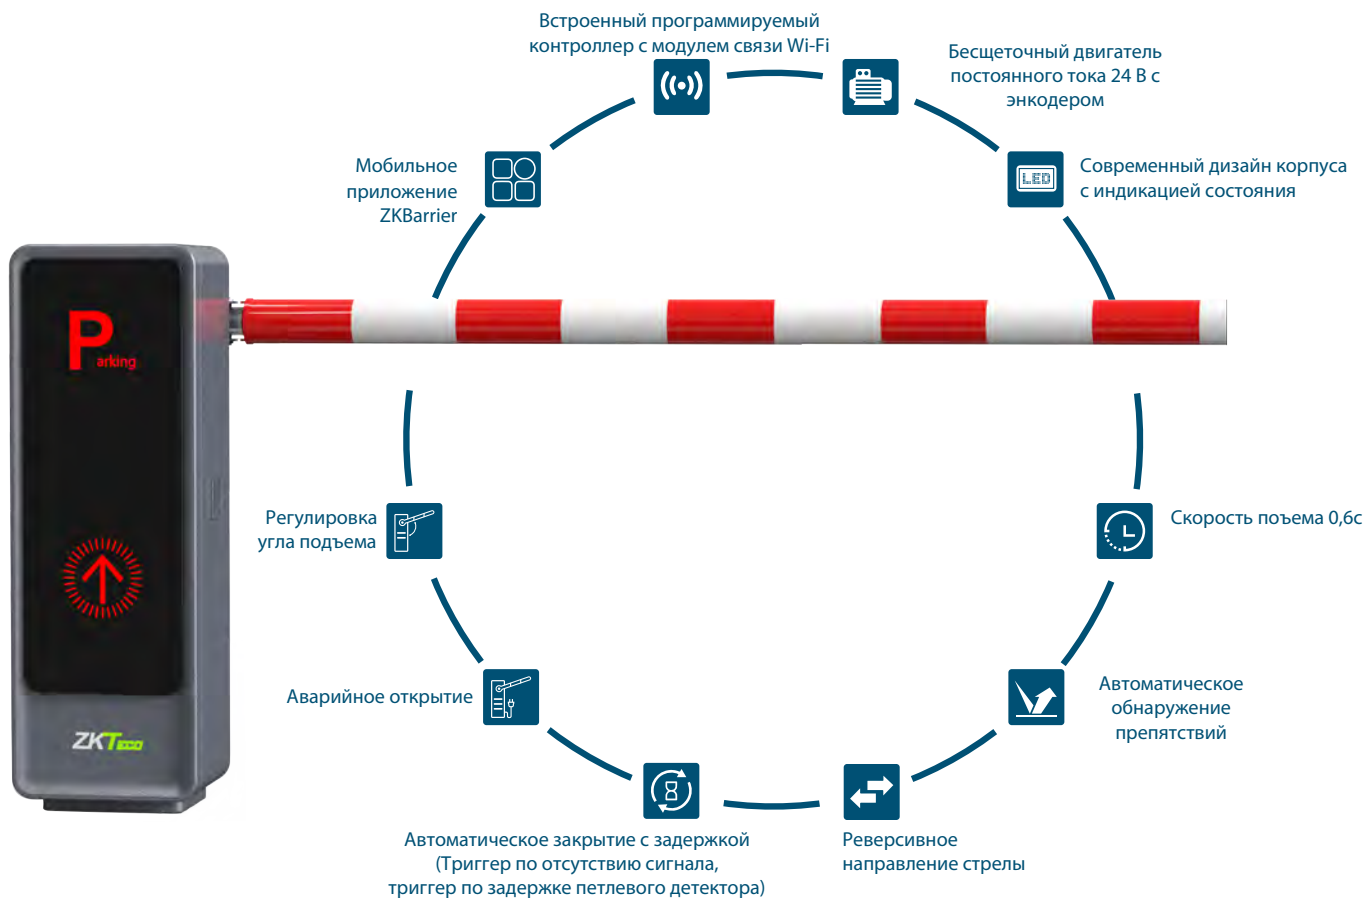 Встроенный программируемый
контроллер с модулем связи Wi-Fi
Бесщеточный двигатель
постоянного тока 24 В с
энкодером
Мобильное
приложение
ZKBarrier
LED
Современный дизайн корпуса
с индикацией состояния
Parking
Регулировка
угла подъема
Скорость поъема 0,6с
Аварийное открытие
Автоматическое
обнаружение
препятствий
ZKTECO
Автоматическое закрытие с задержкой
(Триггер по отсутствию сигнала,
триггер по задержке петлевого детектора)
Реверсивное
направление стрелы